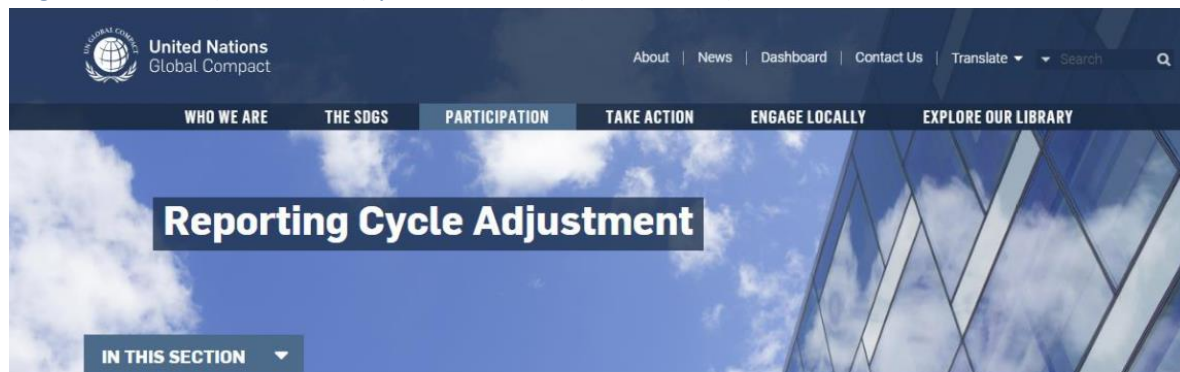 United Nations
Global Compact
About | News | Dashboard | Contact Us | Translate Search
WHO WE ARE THE SDGS PARTICIPATION TAKE ACTION ENGAGE LOCALLY EXPLORE OUR LIBRARY
Reporting Cycle Adjustment
IN THIS SECTION